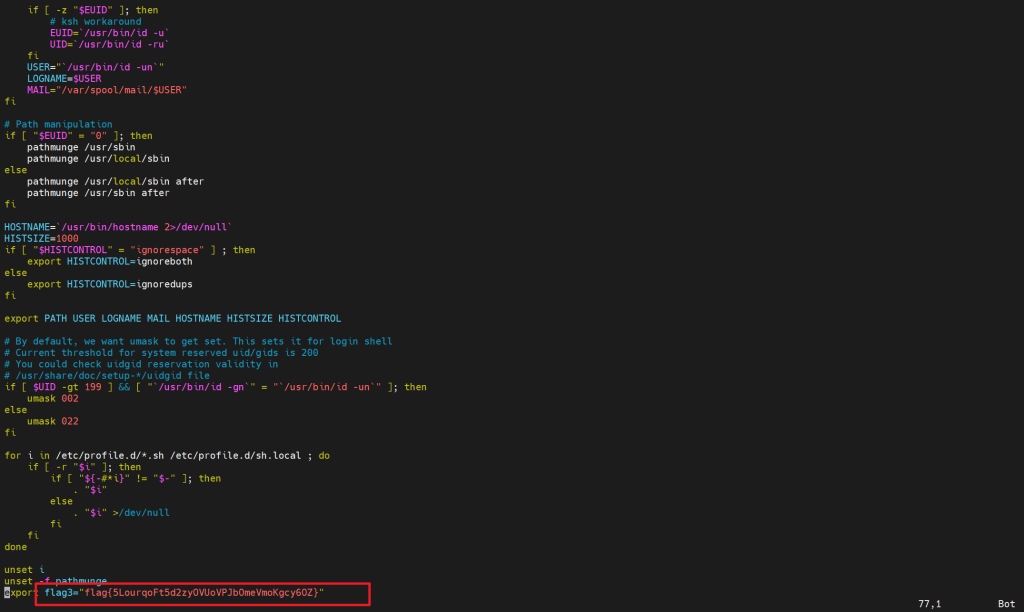 if [ -z "$EUID" ]; then
        # ksh workaround
        EUID=`/usr/bin/id -u`
        UID=`/usr/bin/id -ru`
    fi
    USER="`/usr/bin/id -un`"
    LOGNAME=$USER
    MAIL="/var/spool/mail/$USER"
fi

# Path manipulation
if [ "$EUID" = "0" ]; then
    pathmunge /usr/sbin
    pathmunge /usr/local/sbin
else
    pathmunge /usr/local/sbin after
    pathmunge /usr/sbin after
fi

HOSTNAME=`/usr/bin/hostname 2>/dev/null`
HISTSIZE=1000
if [ "$HISTCONTROL" = "ignorespace" ] ; then
    export HISTCONTROL=ignoreboth
else
    export HISTCONTROL=ignoredups
fi

export PATH USER LOGNAME MAIL HOSTNAME HISTSIZE HISTCONTROL

# By default, we want umask to get set. This sets it for login shell
# Current threshold for system reserved uid/gids is 200
# You could check uidgid reservation validity in
# /usr/share/doc/setup-*/uidgid file
if [ $UID -gt 199 ] && [ "`/usr/bin/id -gn`" = "`/usr/bin/id -un`" ]; then
    umask 002
else
    umask 022
fi

for i in /etc/profile.d/*.sh /etc/profile.d/sh.local ; do
    if [ -r "$i" ]; then
        if [ "${-#*i}" != "$-" ]; then
            . "$i"
        else
            . "$i" >/dev/null
        fi
    fi
done

unset i
unset -f pathmunge
export flag3="flag{5LourqoFt5d2zyOVUoVPJbOmeVmoKgcy6OZ}"
77,1 Bot